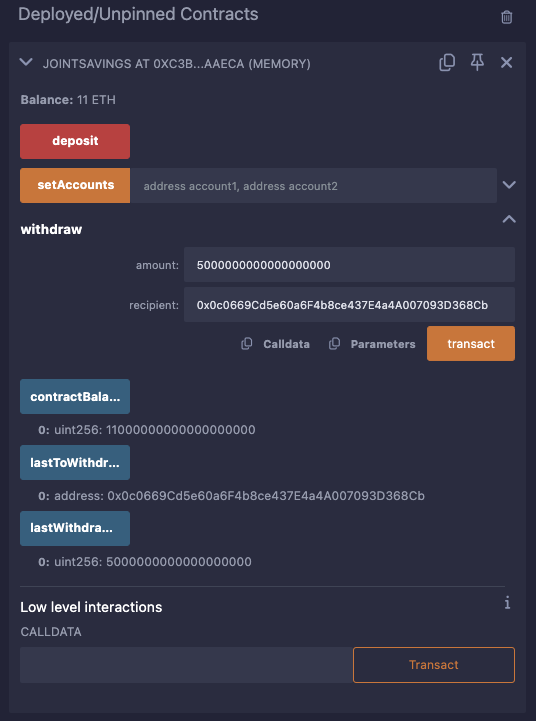 Deployed/Unpinned Contracts
JOINTSAVINGS AT 0XC3B...AAECA (MEMORY)
Balance: 11 ETH
deposit
setAccounts address account1, address account2
withdraw
amount: 5000000000000000000
recipient: 0x0c0669Cd5e60a6F4b8ce437E4a4A007093D368Cb
Calldata Parameters transact
contractBala...
0: uint256: 11000000000000000000
lastToWithdr...
0: address: 0x0c0669Cd5e60a6F4b8ce437E4a4A007093D368Cb
lastWithdra...
0: uint256: 5000000000000000000
Low level interactions
i
CALLDATA
Transact